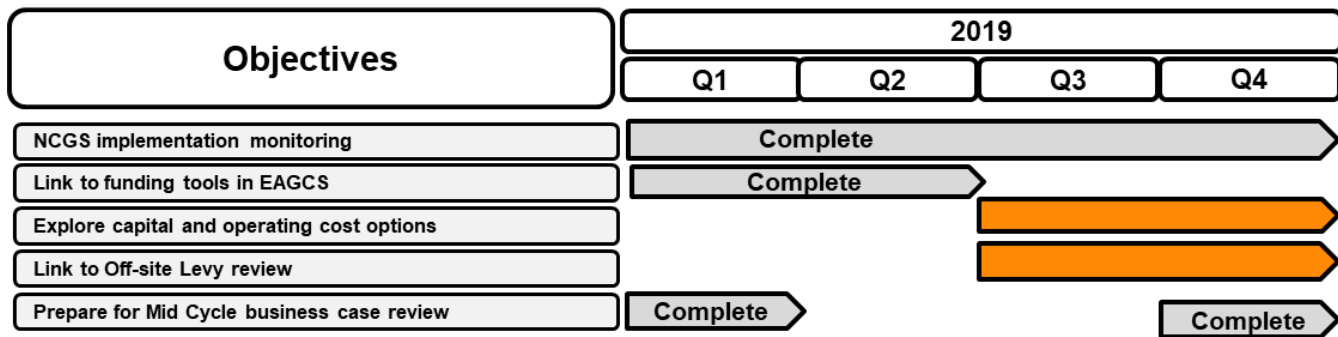 Objectives
2019
Q1 Q2 Q3 Q4
NCGS implementation monitoring Complete
Link to funding tools in EAGCS Complete
Explore capital and operating cost options
Link to Off-site Levy review
Prepare for Mid Cycle business case review Complete Complete